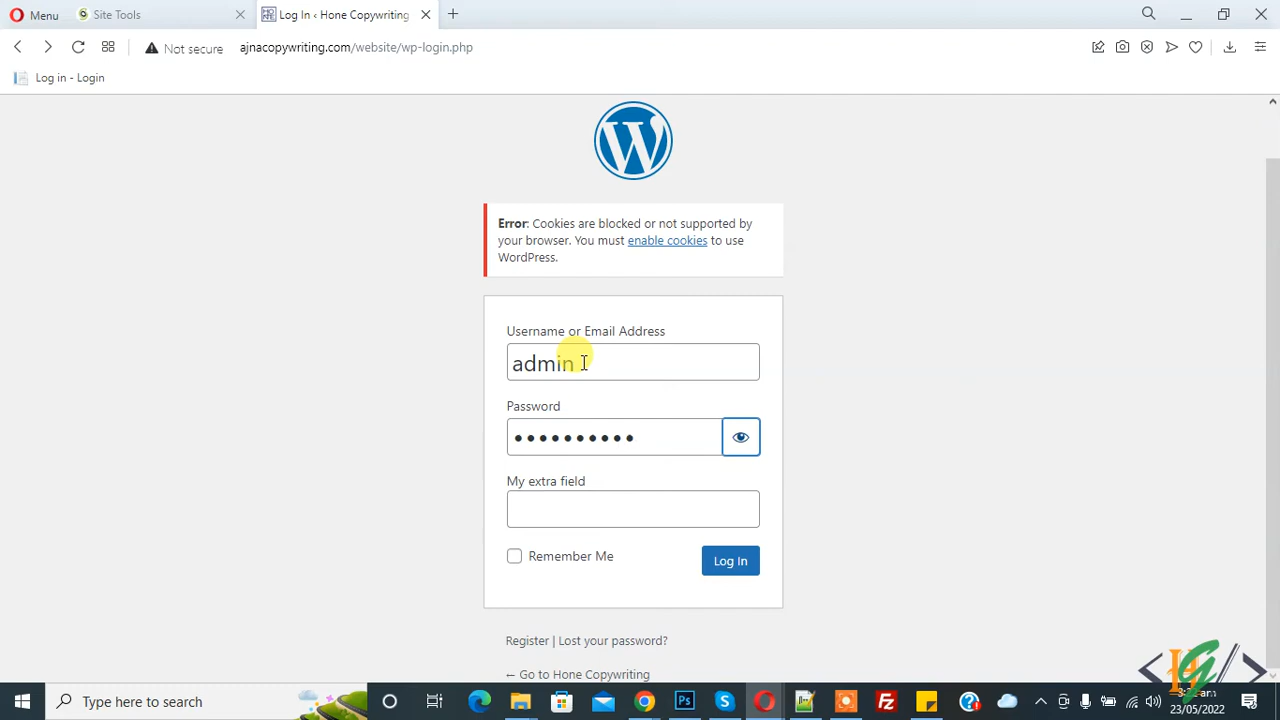 Menu
Site Tools
Log In ‹ Hone Copywriting
Not secure
ajnacopywriting.com/website/wp-login.php
Log in - Login
Error: Cookies are blocked or not supported by
your browser. You must enable cookies to use
WordPress.
Username or Email Address
admin
Password
My extra field
Remember Me
Log In
Register | Lost your password?
← Go to Hone Copywriting
Type here to search
23/05/2022